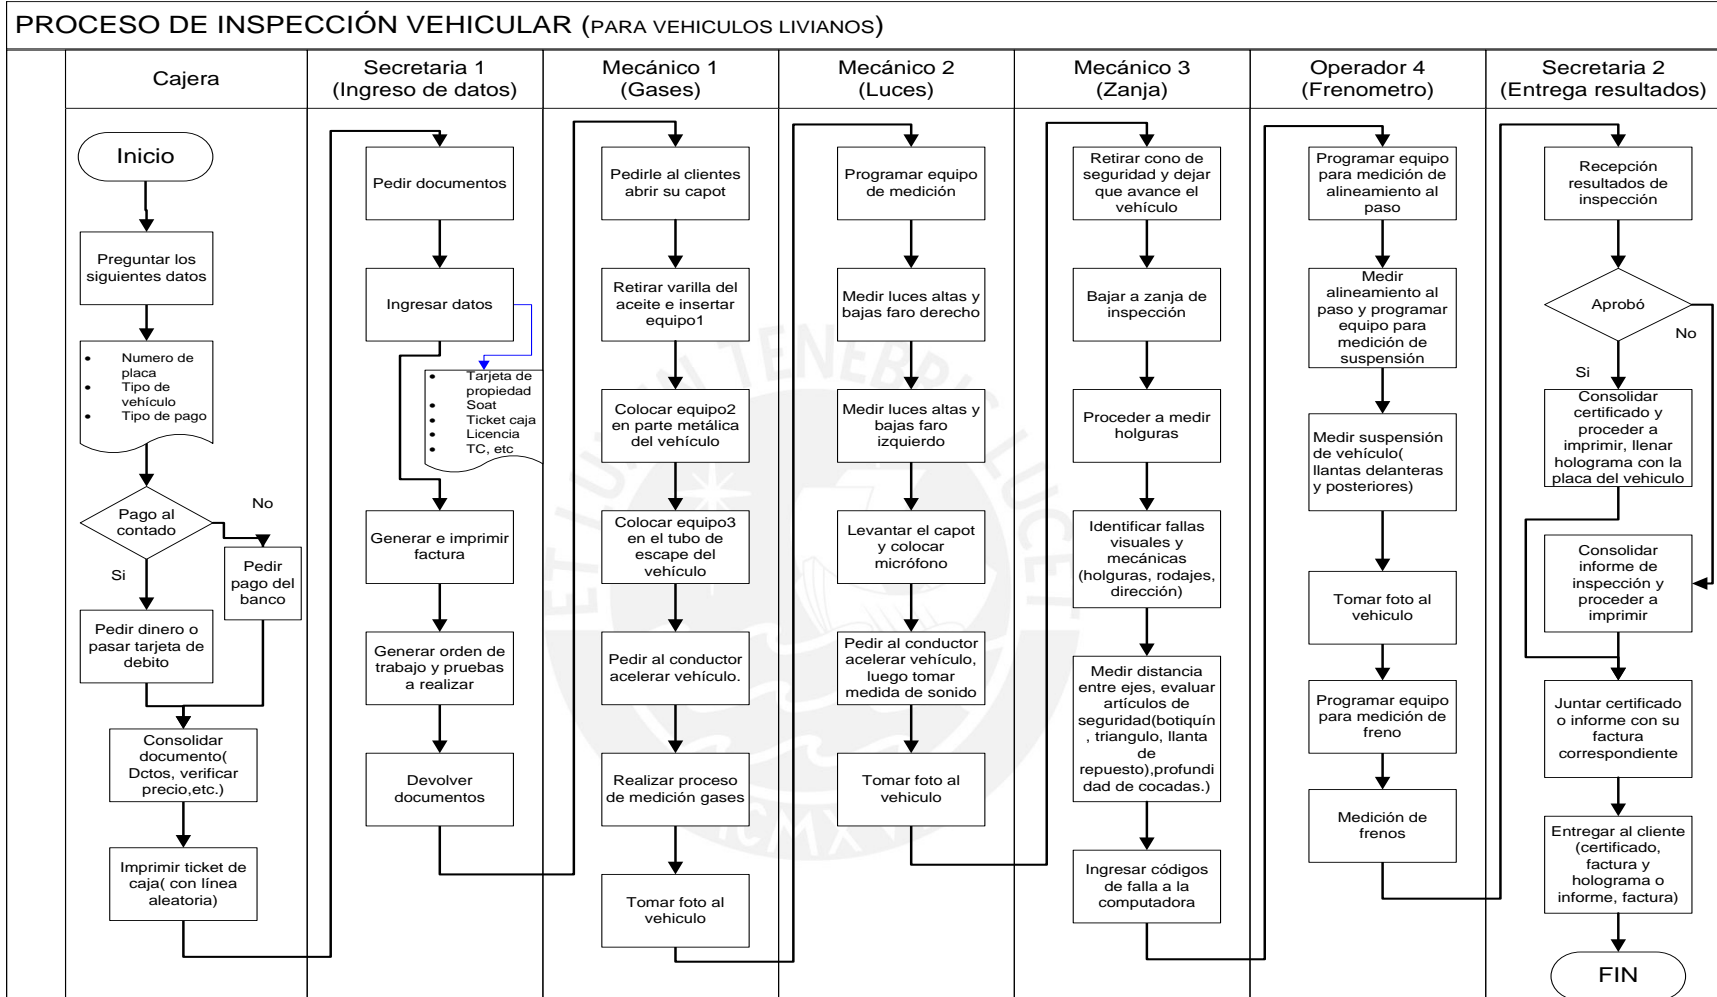 PROCESO DE INSPECCIÓN VEHICULAR (PARA VEHICULOS LIVIANOS)
Cajera
Inicio
Preguntar los
siguientes datos
• Numero de
placa
• Tipo de
vehículo
• Tipo de pago
Pago al
contado
No
Si
Pedir
pago del
banco
Pedir dinero o
pasar tarjeta de
debito
Consolidar
documento(
Dctos, verificar
precio,etc.)
Imprimir ticket de
caja( con línea
aleatoria)
Secretaria 1
(Ingreso de datos)
Pedir documentos
Ingresar datos
• Tarjeta de
propiedad
• Soat
• Ticket caja
• Licencia
• TC, etc
Generar e imprimir
factura
Generar orden de
trabajo y pruebas
a realizar
Devolver
documentos
Mecánico 1
(Gases)
Pedirle al clientes
abrir su capot
Retirar varilla del
aceite e insertar
equipo1
Colocar equipo2
en parte metálica
del vehículo
Colocar equipo3
en el tubo de
escape del
vehículo
Pedir al conductor
acelerar vehículo.
Realizar proceso
de medición gases
Tomar foto al
vehiculo
Mecánico 2
(Luces)
Programar equipo
de medición
Medir luces altas y
bajas faro derecho
Medir luces altas y
bajas faro
izquierdo
Levantar el capot
y colocar
micrófono
Pedir al conductor
acelerar vehículo,
luego tomar
medida de sonido
Tomar foto al
vehiculo
Mecánico 3
(Zanja)
Retirar cono de
seguridad y dejar
que avance el
vehículo
Bajar a zanja de
inspección
Proceder a medir
holguras
Identificar fallas
visuales y
mecánicas
(holguras, rodajes,
dirección)
Medir distancia
entre ejes, evaluar
artículos de
seguridad(botiquín
, triangulo, llanta
de
repuesto),profundi
dad de cocadas.)
Ingresar códigos
de falla a la
computadora
Operador 4
(Frenometro)
Programar equipo
para medición de
alineamiento al
paso
Medir
alineamiento al
paso y programar
equipo para
medición de
suspensión
Medir suspensión
de vehículo(
llantas delanteras
y posteriores)
Tomar foto al
vehiculo
Programar equipo
para medición de
freno
Medición de
frenos
Secretaria 2
(Entrega resultados)
Recepción
resultados de
inspección
Aprobó
No
Si
Consolidar
certificado y
proceder a
imprimir, llenar
holograma con la
placa del vehiculo
Consolidar
informe de
inspección y
proceder a
imprimir
Juntar certificado
o informe con su
factura
correspondiente
Entregar al cliente
(certificado,
factura y
holograma o
informe, factura)
FIN
ET LUX IN TENEBRIS LUCET